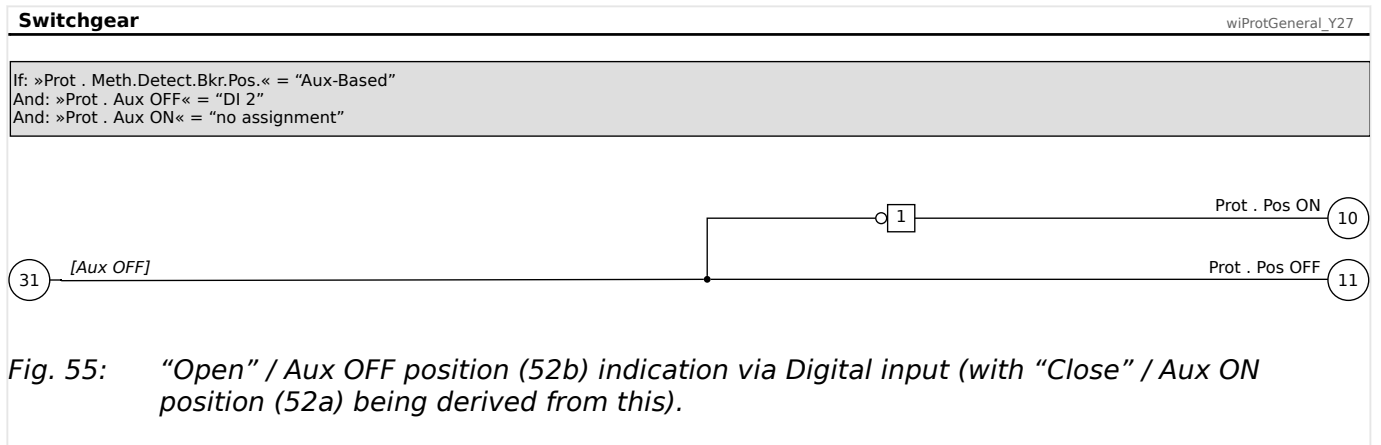 Switchgear wiProtGeneral_Y27
If: »Prot . Meth.Detect.Bkr.Pos.« = “Aux-Based”
And: »Prot . Aux OFF« = “DI 2”
And: »Prot . Aux ON« = “no assignment”
1 Prot . Pos ON 10
31 [Aux OFF] Prot . Pos OFF 11
Fig. 55: “Open” / Aux OFF position (52b) indication via Digital input (with “Close” / Aux ON
position (52a) being derived from this).